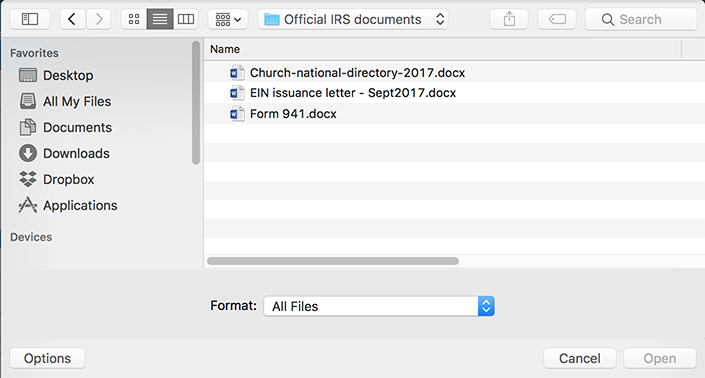 Official IRS documents
Search
Favorites
Desktop
All My Files
Documents
Downloads
Dropbox
Applications
Devices
Name
Church-national-directory-2017.docx
EIN issuance letter - Sept2017.docx
Form 941.docx
Format: All Files
Options
Cancel
Open